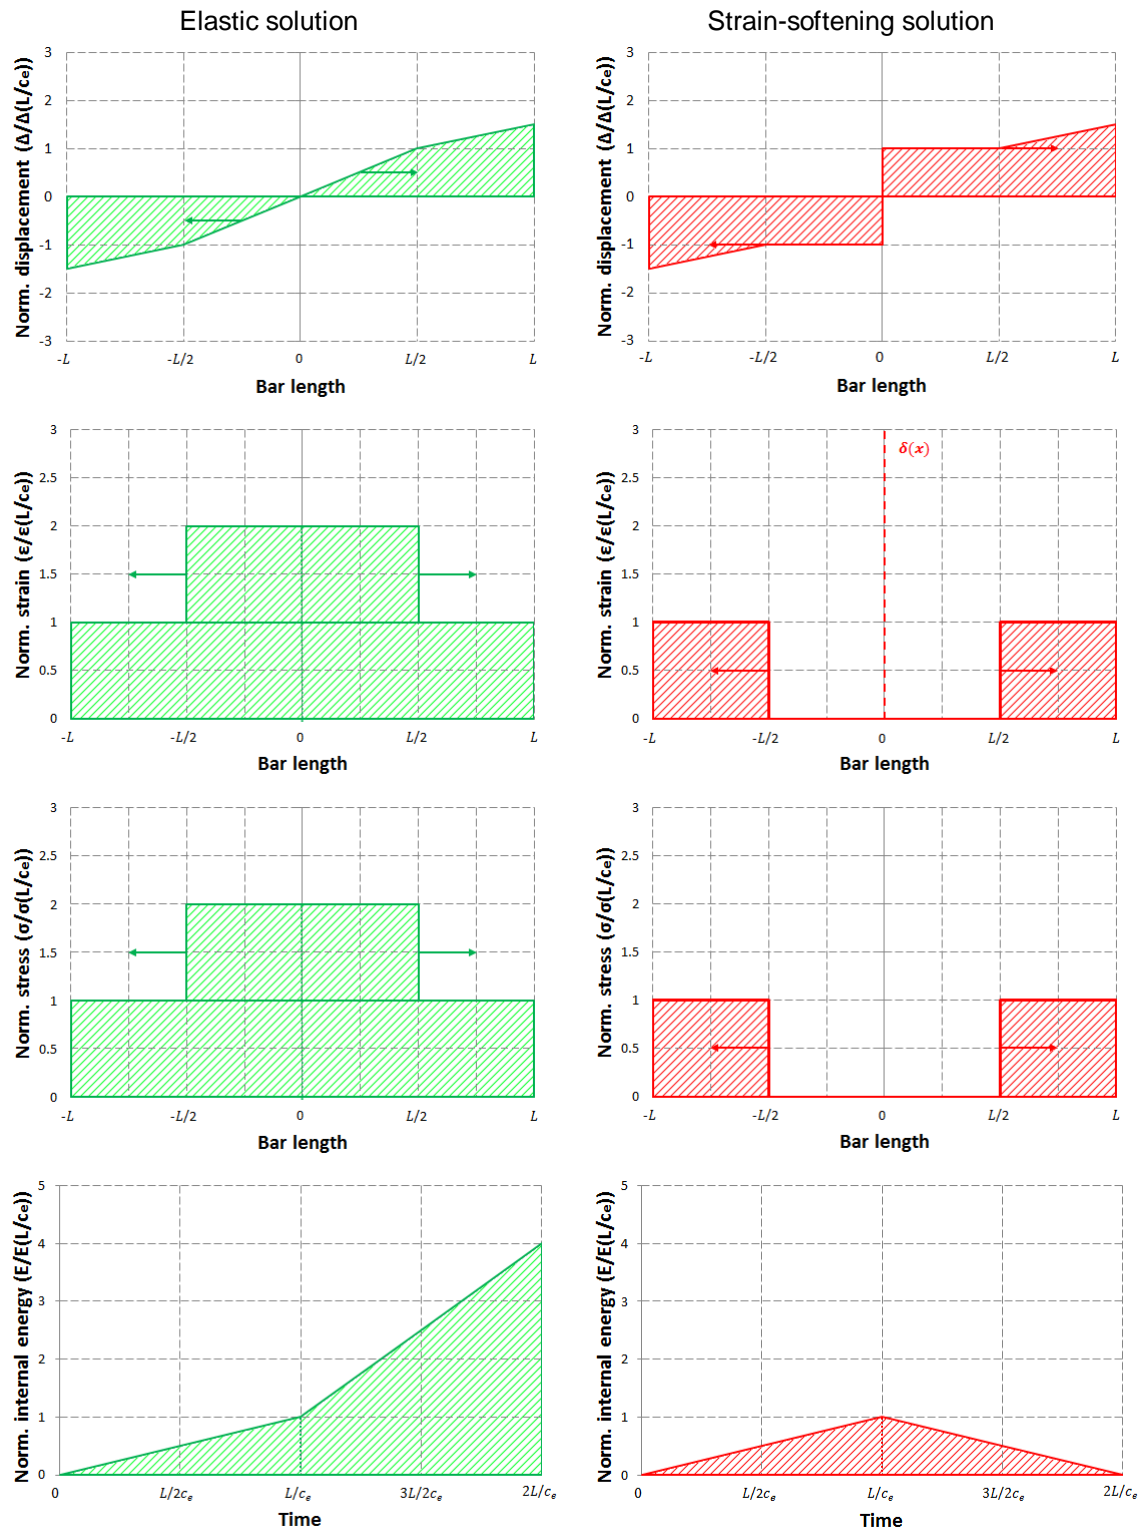 Elastic solution
Strain-softening solution
Norm. displacement (Δ/Δ(L/ce))
3
2
1
0
-1
-2
-3
-L
-L/2
0
L/2
L
Bar length
Norm. displacement (Δ/Δ(L/ce))
3
2
1
0
-1
-2
-3
-L
-L/2
0
L/2
L
Bar length
Norm. strain (ε/ε(L/ce))
3
2.5
2
1.5
1
0.5
0
-L
-L/2
0
L/2
L
Bar length
Norm. strain (ε/ε(L/ce))
3
2.5
2
1.5
1
0.5
0
δ(x)
-L
-L/2
0
L/2
L
Bar length
Norm. stress (σ/σ(L/ce))
3
2.5
2
1.5
1
0.5
0
-L
-L/2
0
L/2
L
Bar length
Norm. stress (σ/σ(L/ce))
3
2.5
2
1.5
1
0.5
0
-L
-L/2
0
L/2
L
Bar length
Norm. internal energy (E/E(L/ce))
5
4
3
2
1
0
0
L/2ce
L/ce
3L/2ce
2L/ce
Time
Norm. internal energy (E/E(L/ce))
5
4
3
2
1
0
0
L/2ce
L/ce
3L/2ce
2L/ce
Time